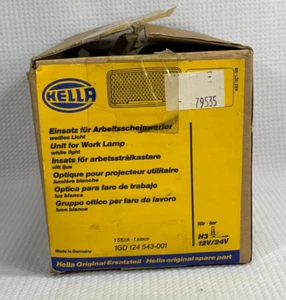 HELLA
79535
Einsatz für Arbeitsscheinwerfer
weißes Licht
Unit for Work Lamp
white light
Insats för arbetsstrålkastare
vitt ljus
Optique pour projecteur utilitaire
lumière blanche
Optica para faro de trabajo
luz blanca
Gruppo ottico per faro da lavoro
luce bianca
für · for
H3
12V/24V
1 Stück · 1 piece
Made in Germany
1GD 124 543-001
Hella Original Ersatzteil · Hella original spare part